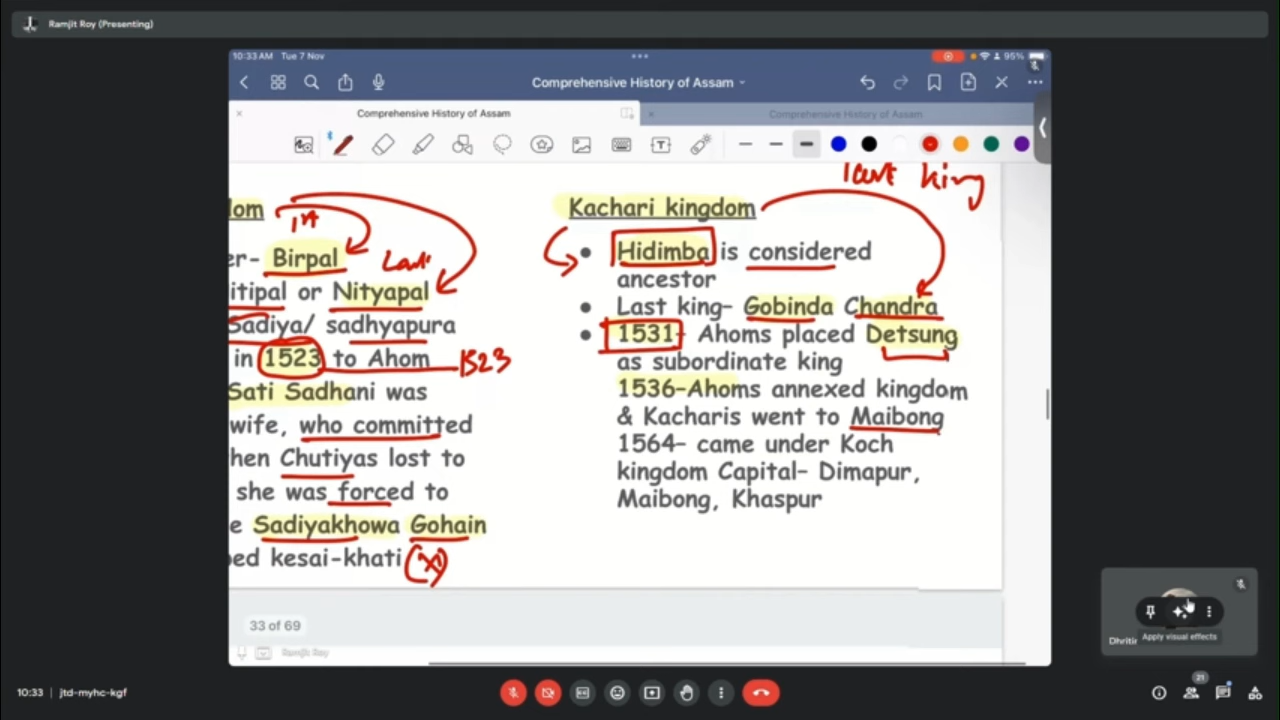 Ramjit Roy (Presenting)
10:33 AM Tue 7 Nov
95%
Comprehensive History of Assam
Comprehensive History of Assam
Comprehensive History of Assam
last king
dom
1st
er- Birpal
Last
itipal or Nityapal
Sadiya/ sadhyapura
in 1523 to Ahom 1523
Sati Sadhani was
wife, who committed
hen Chutiyas lost to
she was forced to
e Sadiyakhowa Gohain
ped kesai-khati
Kachari kingdom
• Hidimba is considered
ancestor
• Last king- Gobinda Chandra
• 1531- Ahoms placed Detsung
as subordinate king
1536-Ahoms annexed kingdom
& Kacharis went to Maibong
1564- came under Koch
kingdom Capital- Dimapur,
Maibong, Khaspur
33 of 69
Ramjit Roy
Dhriti
Apply visual effects
10:33 jtd-myhc-kgf
21